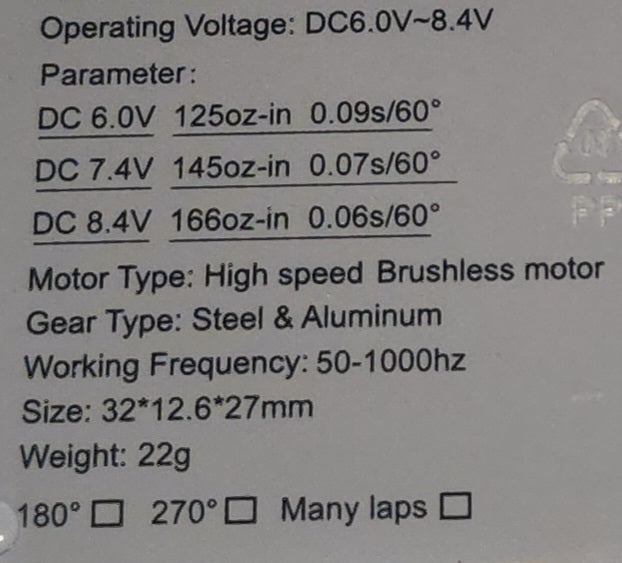 Operating Voltage: DC6.0V~8.4V
Parameter:
DC 6.0V 125oz-in 0.09s/60°
DC 7.4V 145oz-in 0.07s/60°
DC 8.4V 166oz-in 0.06s/60°
Motor Type: High speed Brushless motor
Gear Type: Steel & Aluminum
Working Frequency: 50-1000hz
Size: 32*12.6*27mm
Weight: 22g
180° □ 270° □ Many laps □
PP